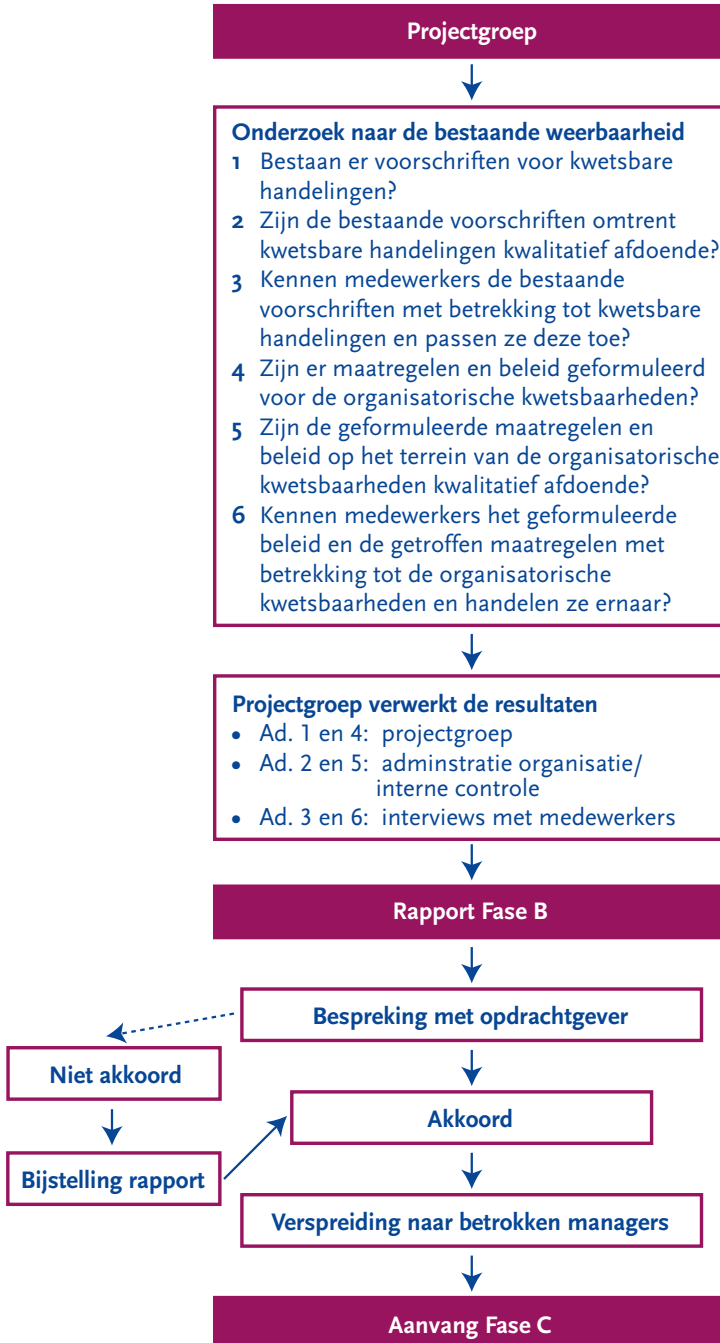 Projectgroep
Onderzoek naar de bestaande weerbaarheid
1 Bestaan er voorschriften voor kwetsbare
handelingen?
2 Zijn de bestaande voorschriften omtrent
kwetsbare handelingen kwalitatief afdoende?
3 Kennen medewerkers de bestaande
voorschriften met betrekking tot kwetsbare
handelingen en passen ze deze toe?
4 Zijn er maatregelen en beleid geformuleerd
voor de organisatorische kwetsbaarheden?
5 Zijn de geformuleerde maatregelen en
beleid op het terrein van de organisatorische
kwetsbaarheden kwalitatief afdoende?
6 Kennen medewerkers het geformuleerde
beleid en de getroffen maatregelen met
betrekking tot de organisatorische
kwetsbaarheden en handelen ze ernaar?
Projectgroep verwerkt de resultaten
• Ad. 1 en 4: projectgroep
• Ad. 2 en 5: adminstratie organisatie/
interne controle
• Ad. 3 en 6: interviews met medewerkers
Rapport Fase B
Bespreking met opdrachtgever
Niet akkoord
Akkoord
Bijstelling rapport
Verspreiding naar betrokken managers
Aanvang Fase C